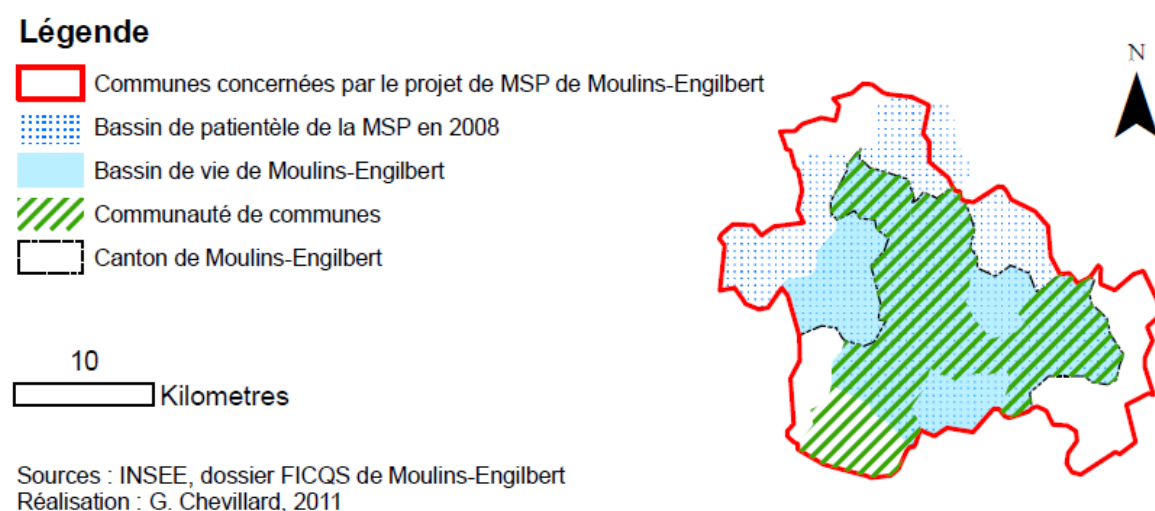 Légende
Communes concernées par le projet de MSP de Moulins-Engilbert
Bassin de patientèle de la MSP en 2008
Bassin de vie de Moulins-Engilbert
Communauté de communes
Canton de Moulins-Engilbert
10
Kilometres
Sources : INSEE, dossier FICQS de Moulins-Engilbert
Réalisation : G. Chevillard, 2011
N